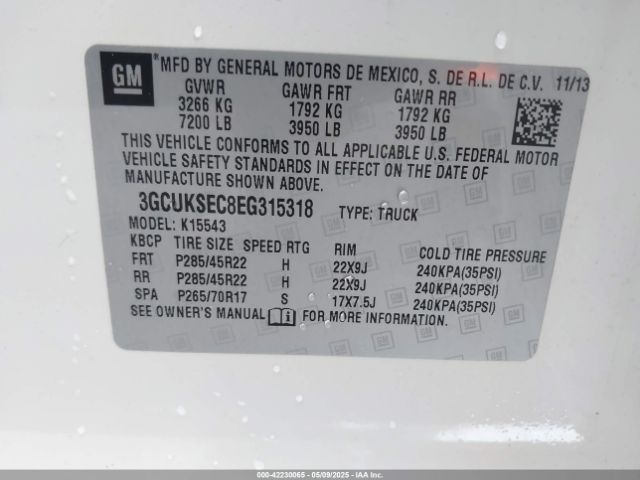 GM ® MFD BY GENERAL MOTORS DE MEXICO, S. DE R.L. DE C.V. 11/13
GVWR GAWR FRT GAWR RR
3266 KG 1792 KG 1792 KG
7200 LB 3950 LB 3950 LB
THIS VEHICLE CONFORMS TO ALL APPLICABLE U.S. FEDERAL MOTOR
VEHICLE SAFETY STANDARDS IN EFFECT ON THE DATE OF
MANUFACTURE SHOWN ABOVE.
3GCUKSEC8EG315318 TYPE: TRUCK
MODEL: K15543
KBCP TIRE SIZE SPEED RTG RIM COLD TIRE PRESSURE
FRT P285/45R22 H 22X9J 240KPA(35PSI)
RR P285/45R22 H 22X9J 240KPA(35PSI)
SPA P265/70R17 S 17X7.5J 240KPA(35PSI)
SEE OWNER'S MANUAL FOR MORE INFORMATION.
000-42230065 - 05/09/2025 - IAAI.COM